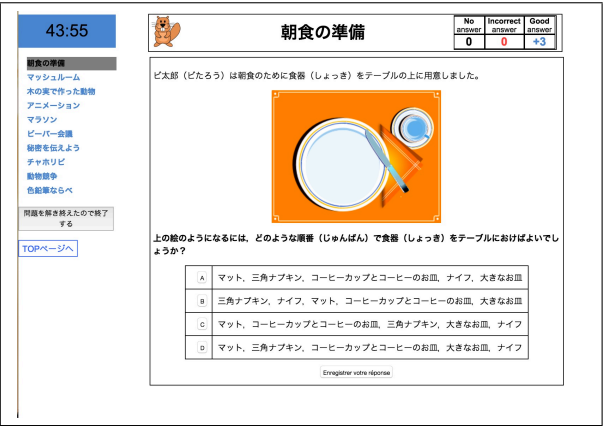 43:55
朝食の準備
No answer Incorrect answer Good answer
0 0 +3
朝食の準備
マッシュルーム
木の実で作った動物
アニメーション
マラソン
ビーバー会議
秘密を伝えよう
チャホリビ
動物競争
色鉛筆ならべ
問題を解き終えたので終了
する
TOPページへ
ビ太郎（ビたろう）は朝食のために食器（しょっき）をテーブルの上に用意しました。
上の絵のようになるには，どのような順番（じゅんばん）で食器（しょっき）をテーブルにおけばよいでし
ょうか？
A マット，三角ナプキン，コーヒーカップとコーヒーのお皿，ナイフ，大きなお皿
B 三角ナプキン，ナイフ，マット，コーヒーカップとコーヒーのお皿，大きなお皿
C マット，コーヒーカップとコーヒーのお皿，三角ナプキン，大きなお皿，ナイフ
D マット，三角ナプキン，コーヒーカップとコーヒーのお皿，大きなお皿，ナイフ
Enregistrer votre réponse